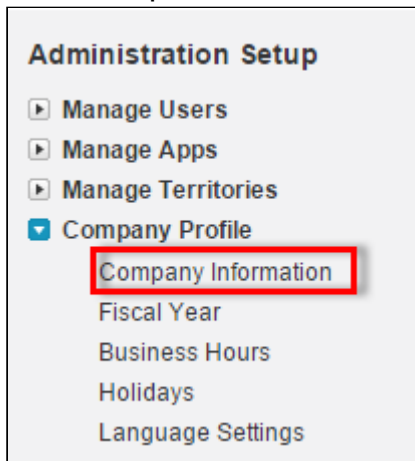 Administration Setup
Manage Users
Manage Apps
Manage Territories
Company Profile
Company Information
Fiscal Year
Business Hours
Holidays
Language Settings